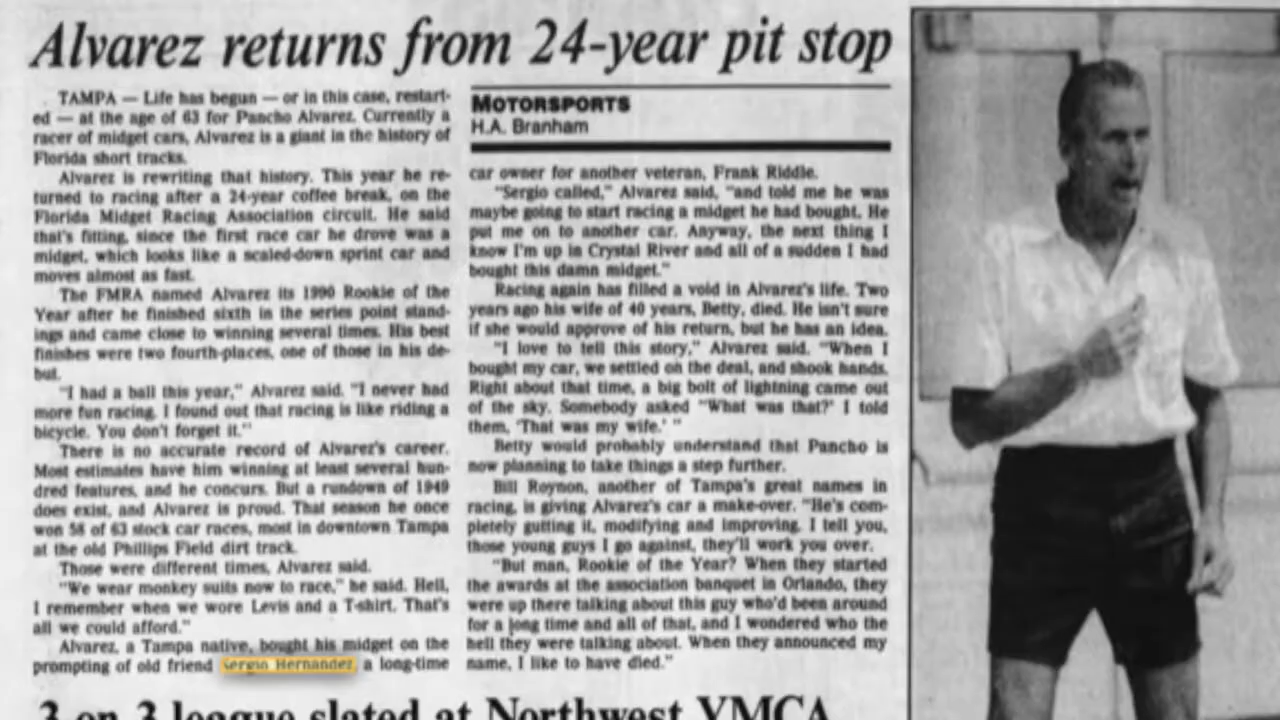 Alvarez returns from 24-year pit stop
TAMPA — Life has begun — or in this case, restart-
ed — at the age of 63 for Pancho Alvarez. Currently a
racer of midget cars, Alvarez is a giant in the history of
Florida short tracks.
Alvarez is rewriting that history. This year he re-
turned to racing after a 24-year coffee break, on the
Florida Midget Racing Association circuit. He said
that's fitting, since the first race car he drove was a
midget, which looks like a scaled-down sprint car and
moves almost as fast.
The FMRA named Alvarez its 1990 Rookie of the
Year after he finished sixth in the series point stand-
ings and came close to winning several times. His best
finishes were two fourth-places, one of those in his de-
but.
"I had a ball this year," Alvarez said. "I never had
more fun racing. I found out that racing is like riding a
bicycle. You don't forget it."
There is no accurate record of Alvarez's career.
Most estimates have him winning at least several hun-
dred features, and he concurs. But a rundown of 1949
does exist, and Alvarez is proud. That season he once
won 58 of 63 stock car races, most in downtown Tampa
at the old Phillips Field dirt track.
Those were different times, Alvarez said.
"We wear monkey suits now to race," he said. Hell,
I remember when we wore Levis and a T-shirt. That's
all we could afford."
Alvarez, a Tampa native, bought his midget on the
prompting of old friend Sergio Hernandez, a long-time
MOTORSPORTS
H.A. Branham
car owner for another veteran, Frank Riddle.
"Sergio called," Alvarez said, "and told me he was
maybe going to start racing a midget he had bought. He
put me on to another car. Anyway, the next thing I
know I'm up in Crystal River and all of a sudden I had
bought this damn midget."
Racing again has filled a void in Alvarez's life. Two
years ago his wife of 40 years, Betty, died. He isn't sure
if she would approve of his return, but he has an idea.
"I love to tell this story," Alvarez said. "When I
bought my car, we settled on the deal, and shook hands.
Right about that time, a big bolt of lightning came out
of the sky. Somebody asked "What was that?' I told
them, 'That was my wife.' "
Betty would probably understand that Pancho is
now planning to take things a step further.
Bill Roynon, another of Tampa's great names in
racing, is giving Alvarez's car a make-over. "He's com-
pletely gutting it, modifying and improving. I tell you,
those young guys I go against, they'll work you over.
"But man, Rookie of the Year? When they started
the awards at the association banquet in Orlando, they
were up there talking about this guy who'd been around
for a long time and all of that, and I wondered who the
hell they were talking about. When they announced my
name, I like to have died."
3-on-3 league slated at Northwest YMCA